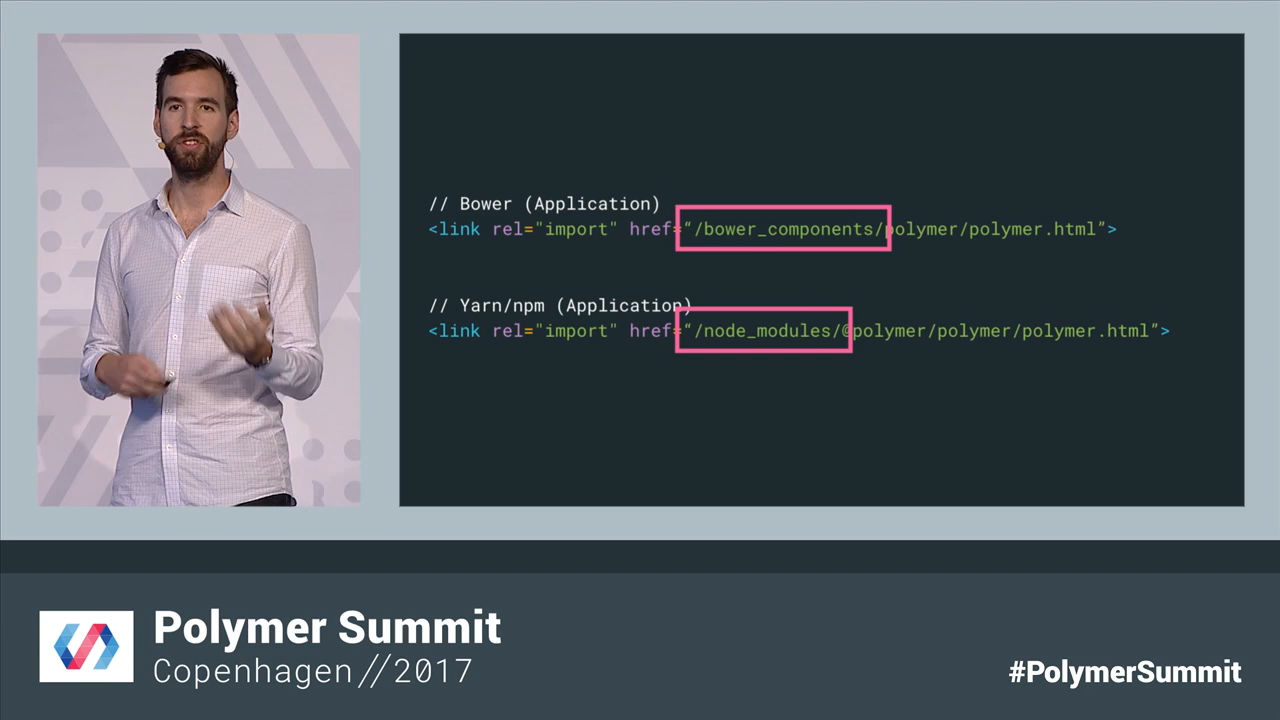 // Bower (Application)
<link rel="import" href=“/bower_components/polymer/polymer.html”>
// Yarn/npm (Application)
<link rel="import" href=“/node_modules/@polymer/polymer/polymer.html”>
Polymer Summit
Copenhagen//2017
#PolymerSummit